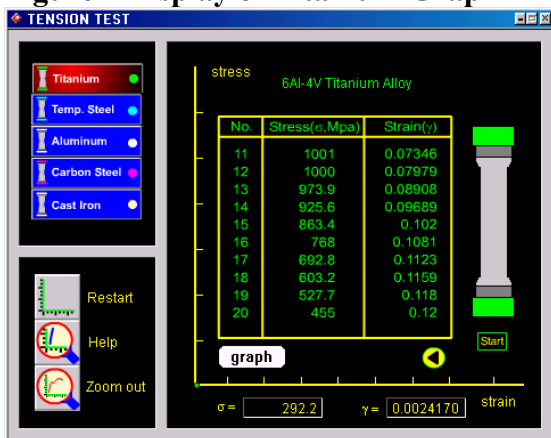 TENSION TEST
Titanium
Temp. Steel
Aluminum
Carbon Steel
Cast Iron
Restart
Help
Zoom out
stress
6Al-4V Titanium Alloy
No. Stress(σ,Mpa) Strain(γ)
11 1001 0.07346
12 1000 0.07979
13 973.9 0.08908
14 925.6 0.09689
15 863.4 0.102
16 768 0.1081
17 692.8 0.1123
18 603.2 0.1159
19 527.7 0.118
20 455 0.12
Start
graph
σ = 292.2 γ = 0.0024170 strain